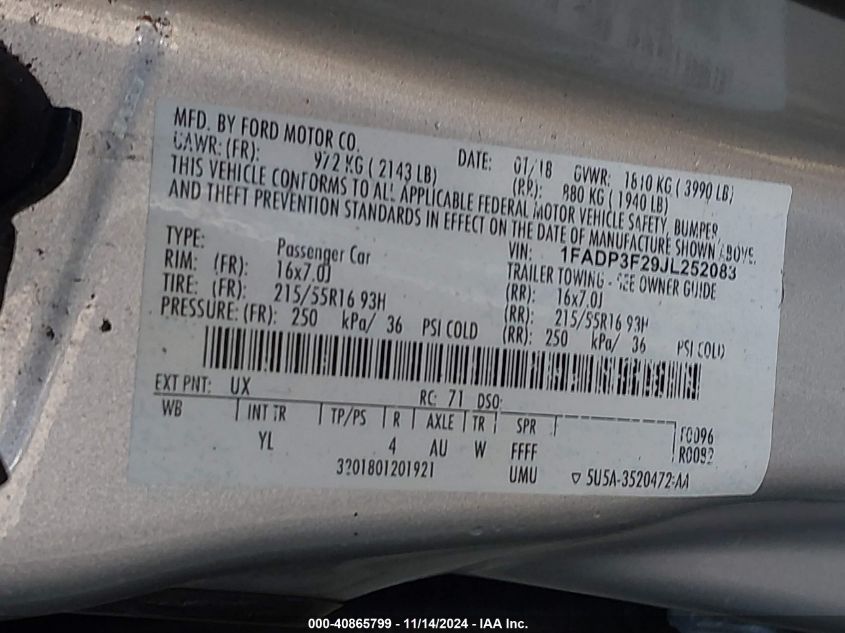 MFD. BY FORD MOTOR CO.
DATE: 01/18 GVWR: 1810 KG ( 3990 LB)
GAWR: (FR): 972 KG ( 2143 LB) (RR): 880 KG ( 1940 LB)
THIS VEHICLE CONFORMS TO ALL APPLICABLE FEDERAL MOTOR VEHICLE SAFETY, BUMPER,
AND THEFT PREVENTION STANDARDS IN EFFECT ON THE DATE OF MANUFACTURE SHOWN ABOVE.
VIN: 1FADP3F29JL252083
TYPE: Passenger Car TRAILER TOWING - SEE OWNER GUIDE
RIM: (FR): 16x7.0J (RR): 16x7.0J
TIRE: (FR): 215/55R16 93H (RR): 215/55R16 93H
PRESSURE: (FR): 250 kPa/ 36 PSI COLD (RR): 250 kPa/ 36 PSI COLD
EXT PNT: UX RC: 71 DSO:
WB INT TR TP/PS R AXLE TR SPR T0096
YL 4 AU W FFFF R0092
3201801201921 UMU ▽ 5U5A-3520472-AA
000-40865799 - 11/14/2024 - IAA Inc.